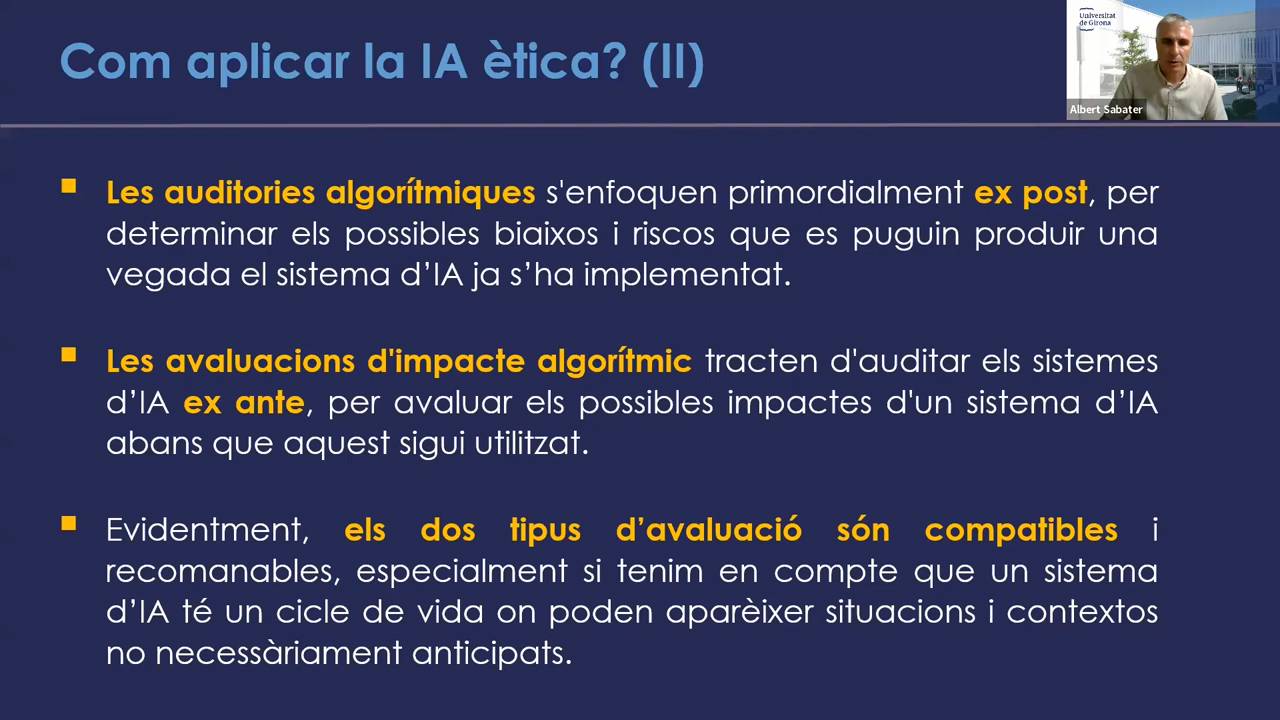 Com aplicar la IA ètica? (II)
Universitat
de Girona
Albert Sabater
Les auditories algorítmiques s'enfoquen primordialment ex post, per
determinar els possibles biaixos i riscos que es puguin produir una
vegada el sistema d’IA ja s’ha implementat.
Les avaluacions d'impacte algorítmic tracten d'auditar els sistemes
d’IA ex ante, per avaluar els possibles impactes d'un sistema d’IA
abans que aquest sigui utilitzat.
Evidentment, els dos tipus d’avaluació són compatibles i
recomanables, especialment si tenim en compte que un sistema
d’IA té un cicle de vida on poden aparèixer situacions i contextos
no necessàriament anticipats.